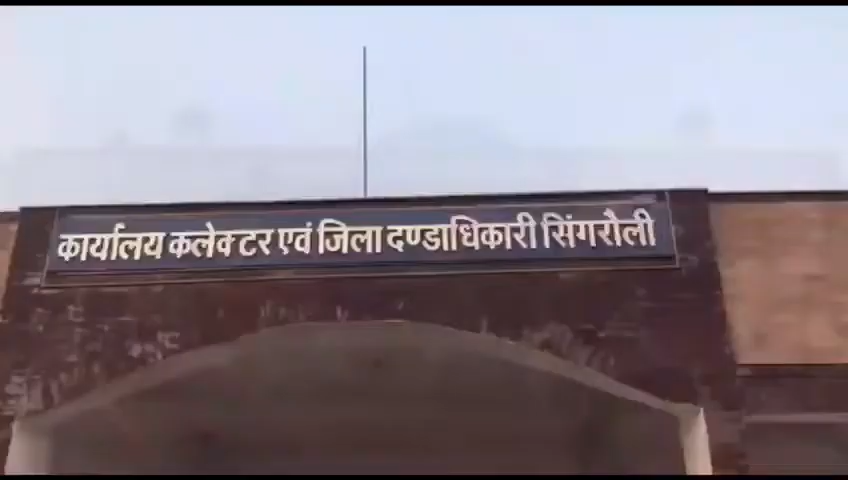 कार्यालय कलेक्टर एवं जिला दण्डाधिकारी सिंगरौली